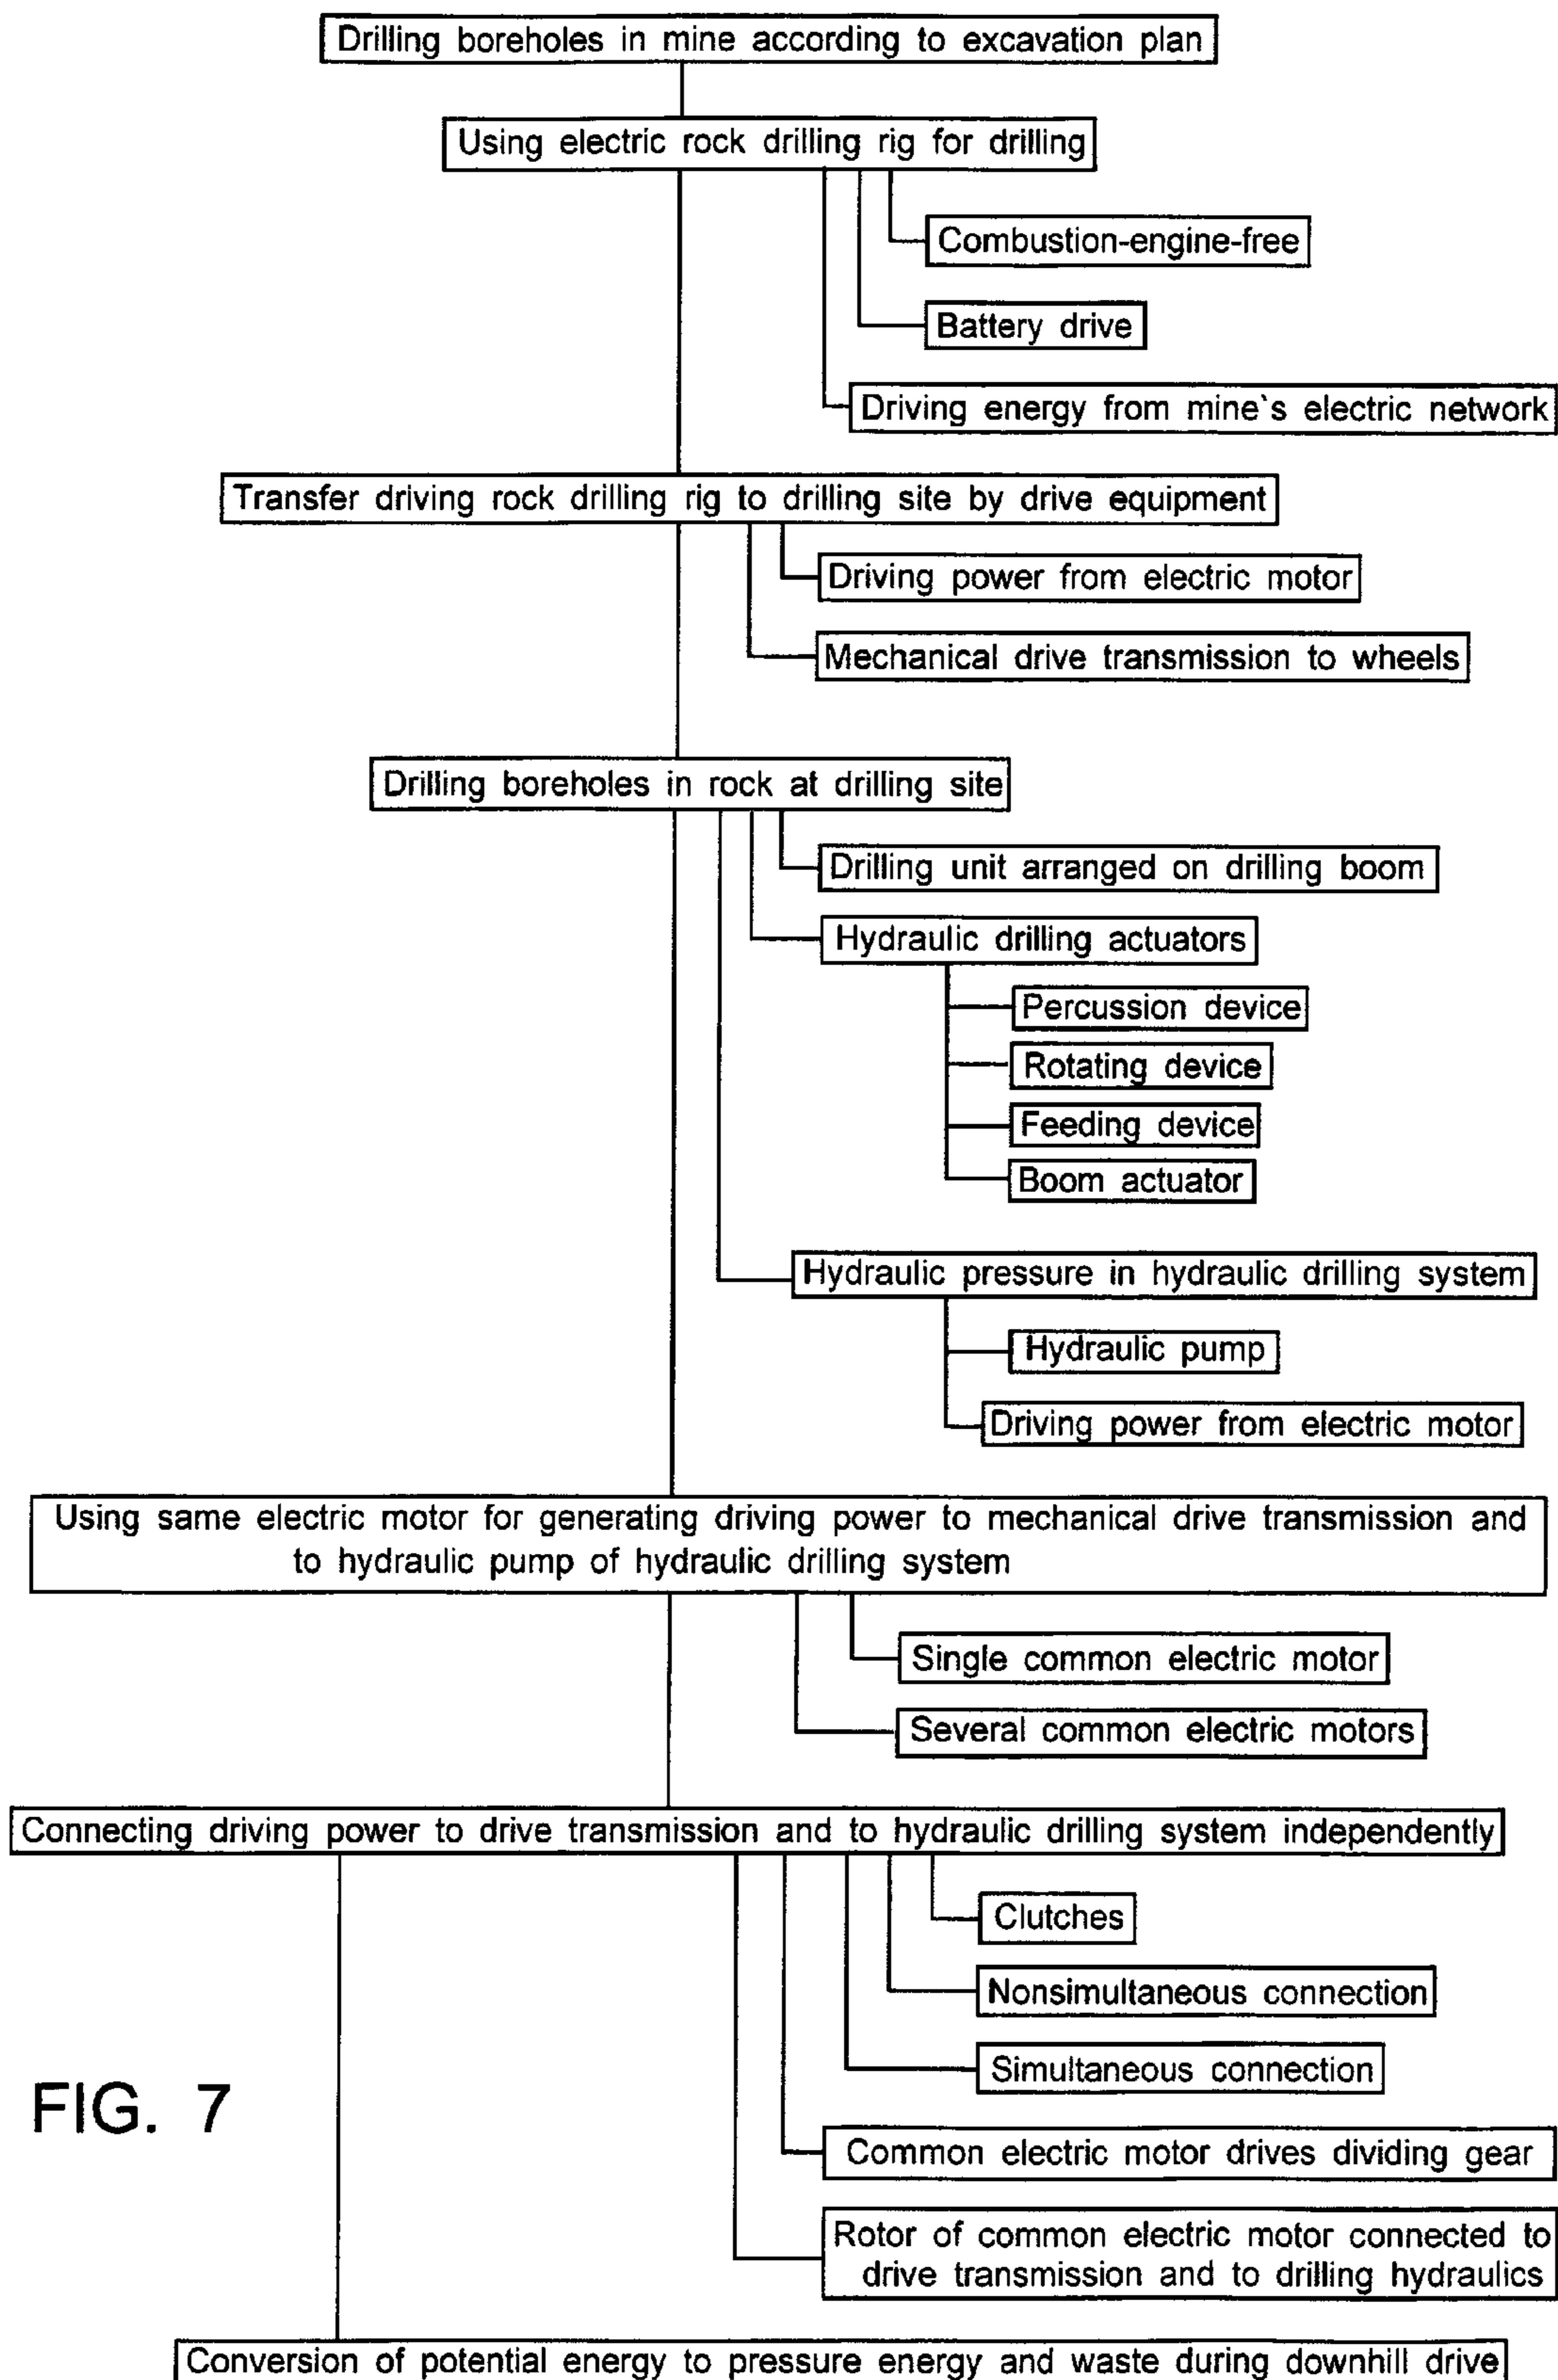 Drilling boreholes in mine according to excavation plan
Using electric rock drilling rig for drilling
Combustion-engine-free
Battery drive
Driving energy from mine`s electric network
Transfer driving rock drilling rig to drilling site by drive equipment
Driving power from electric motor
Mechanical drive transmission to wheels
Drilling boreholes in rock at drilling site
Drilling unit arranged on drilling boom
Hydraulic drilling actuators
Percussion device
Rotating device
Feeding device
Boom actuator
Hydraulic pressure in hydraulic drilling system
Hydraulic pump
Driving power from electric motor
Using same electric motor for generating driving power to mechanical drive transmission and
to hydraulic pump of hydraulic drilling system
Single common electric motor
Several common electric motors
Connecting driving power to drive transmission and to hydraulic drilling system independently
Clutches
Nonsimultaneous connection
Simultaneous connection
FIG. 7
Common electric motor drives dividing gear
Rotor of common electric motor connected to
drive transmission and to drilling hydraulics
Conversion of potential energy to pressure energy and waste during downhill drive